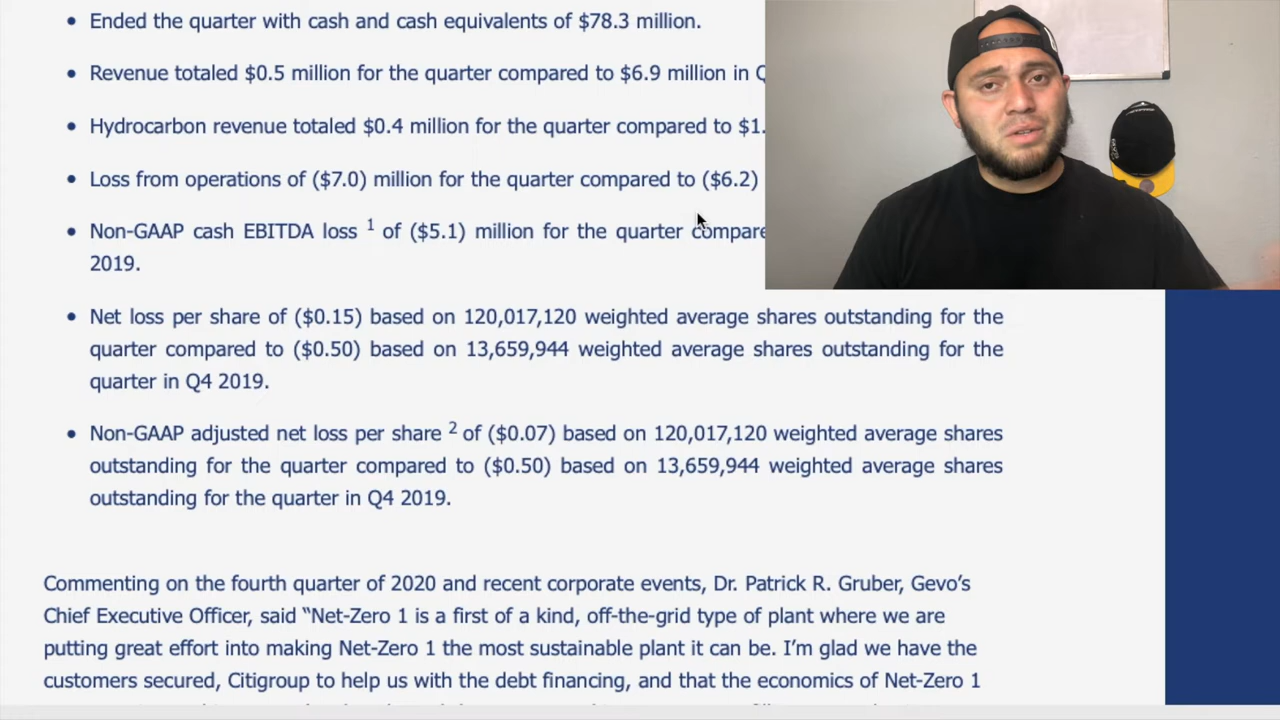 • Ended the quarter with cash and cash equivalents of $78.3 million.
• Revenue totaled $0.5 million for the quarter compared to $6.9 million in Q
• Hydrocarbon revenue totaled $0.4 million for the quarter compared to $1.
• Loss from operations of ($7.0) million for the quarter compared to ($6.2)
• Non-GAAP cash EBITDA loss 1 of ($5.1) million for the quarter compare
2019.
• Net loss per share of ($0.15) based on 120,017,120 weighted average shares outstanding for the
quarter compared to ($0.50) based on 13,659,944 weighted average shares outstanding for the
quarter in Q4 2019.
• Non-GAAP adjusted net loss per share 2 of ($0.07) based on 120,017,120 weighted average shares
outstanding for the quarter compared to ($0.50) based on 13,659,944 weighted average shares
outstanding for the quarter in Q4 2019.
Commenting on the fourth quarter of 2020 and recent corporate events, Dr. Patrick R. Gruber, Gevo’s
Chief Executive Officer, said “Net-Zero 1 is a first of a kind, off-the-grid type of plant where we are
putting great effort into making Net-Zero 1 the most sustainable plant it can be. I’m glad we have the
customers secured, Citigroup to help us with the debt financing, and that the economics of Net-Zero 1